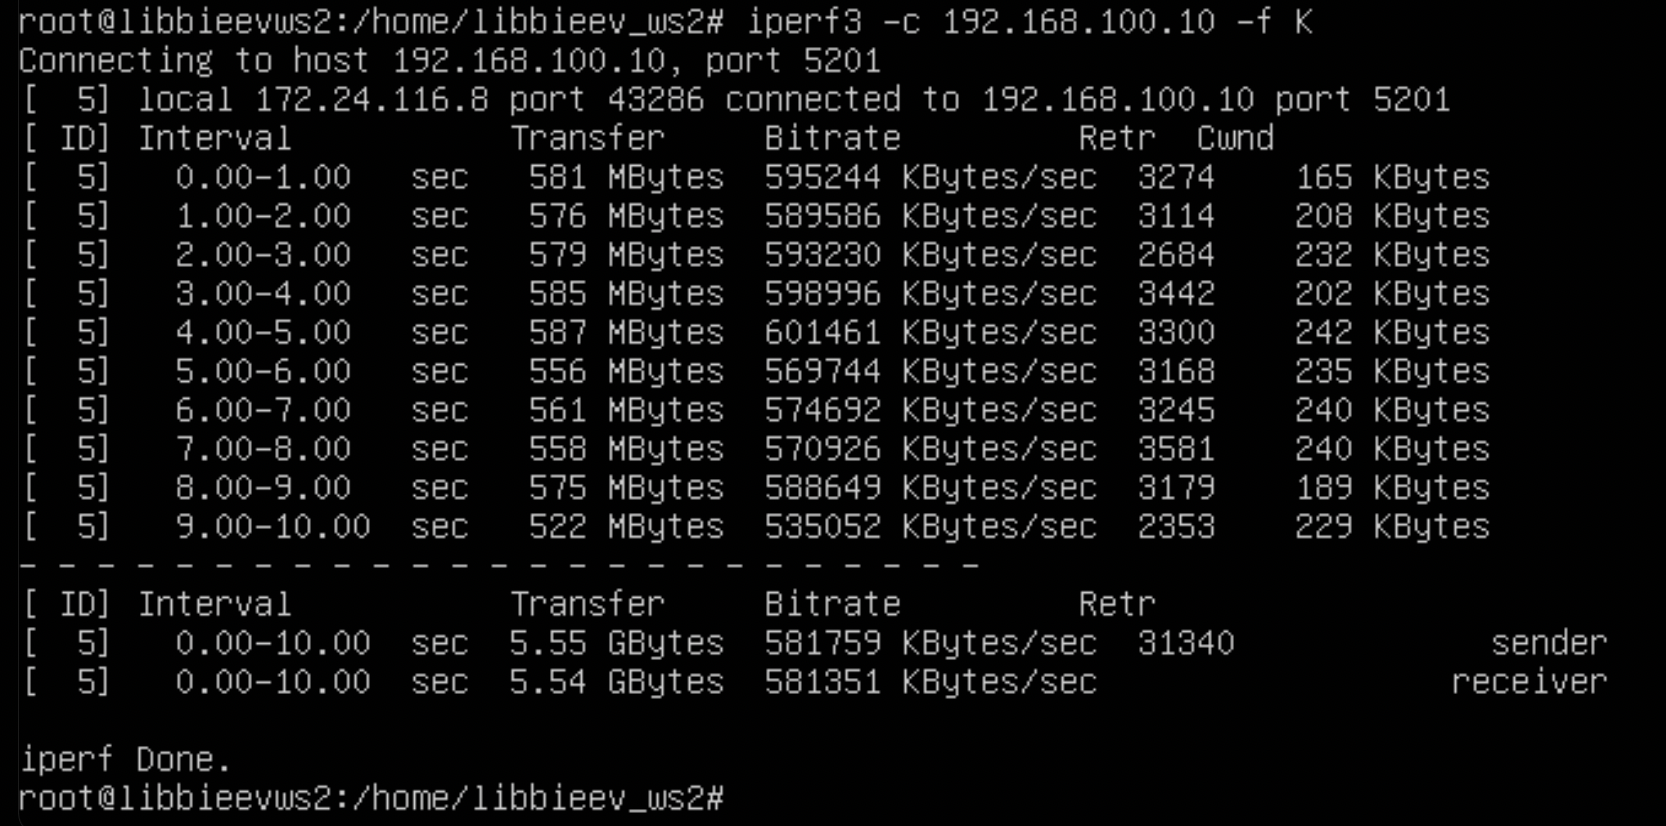 root@libbieevws2:/home/libbieev_ws2# iperf3 -c 192.168.100.10 -f K
Connecting to host 192.168.100.10, port 5201
[  5] local 172.24.116.8 port 43286 connected to 192.168.100.10 port 5201
[ ID] Interval           Transfer     Bitrate         Retr  Cwnd
[  5]   0.00-1.00   sec   581 MBytes  595244 KBytes/sec  3274    165 KBytes
[  5]   1.00-2.00   sec   576 MBytes  589586 KBytes/sec  3114    208 KBytes
[  5]   2.00-3.00   sec   579 MBytes  593230 KBytes/sec  2684    232 KBytes
[  5]   3.00-4.00   sec   585 MBytes  598996 KBytes/sec  3442    202 KBytes
[  5]   4.00-5.00   sec   587 MBytes  601461 KBytes/sec  3300    242 KBytes
[  5]   5.00-6.00   sec   556 MBytes  569744 KBytes/sec  3168    235 KBytes
[  5]   6.00-7.00   sec   561 MBytes  574692 KBytes/sec  3245    240 KBytes
[  5]   7.00-8.00   sec   558 MBytes  570926 KBytes/sec  3581    240 KBytes
[  5]   8.00-9.00   sec   575 MBytes  588649 KBytes/sec  3179    189 KBytes
[  5]   9.00-10.00  sec   522 MBytes  535052 KBytes/sec  2353    229 KBytes
- - - - - - - - - - - - - - - - - - - - - - - - -
[ ID] Interval           Transfer     Bitrate         Retr
[  5]   0.00-10.00  sec  5.55 GBytes  581759 KBytes/sec  31340             sender
[  5]   0.00-10.00  sec  5.54 GBytes  581351 KBytes/sec                  receiver
iperf Done.
root@libbieevws2:/home/libbieev_ws2#